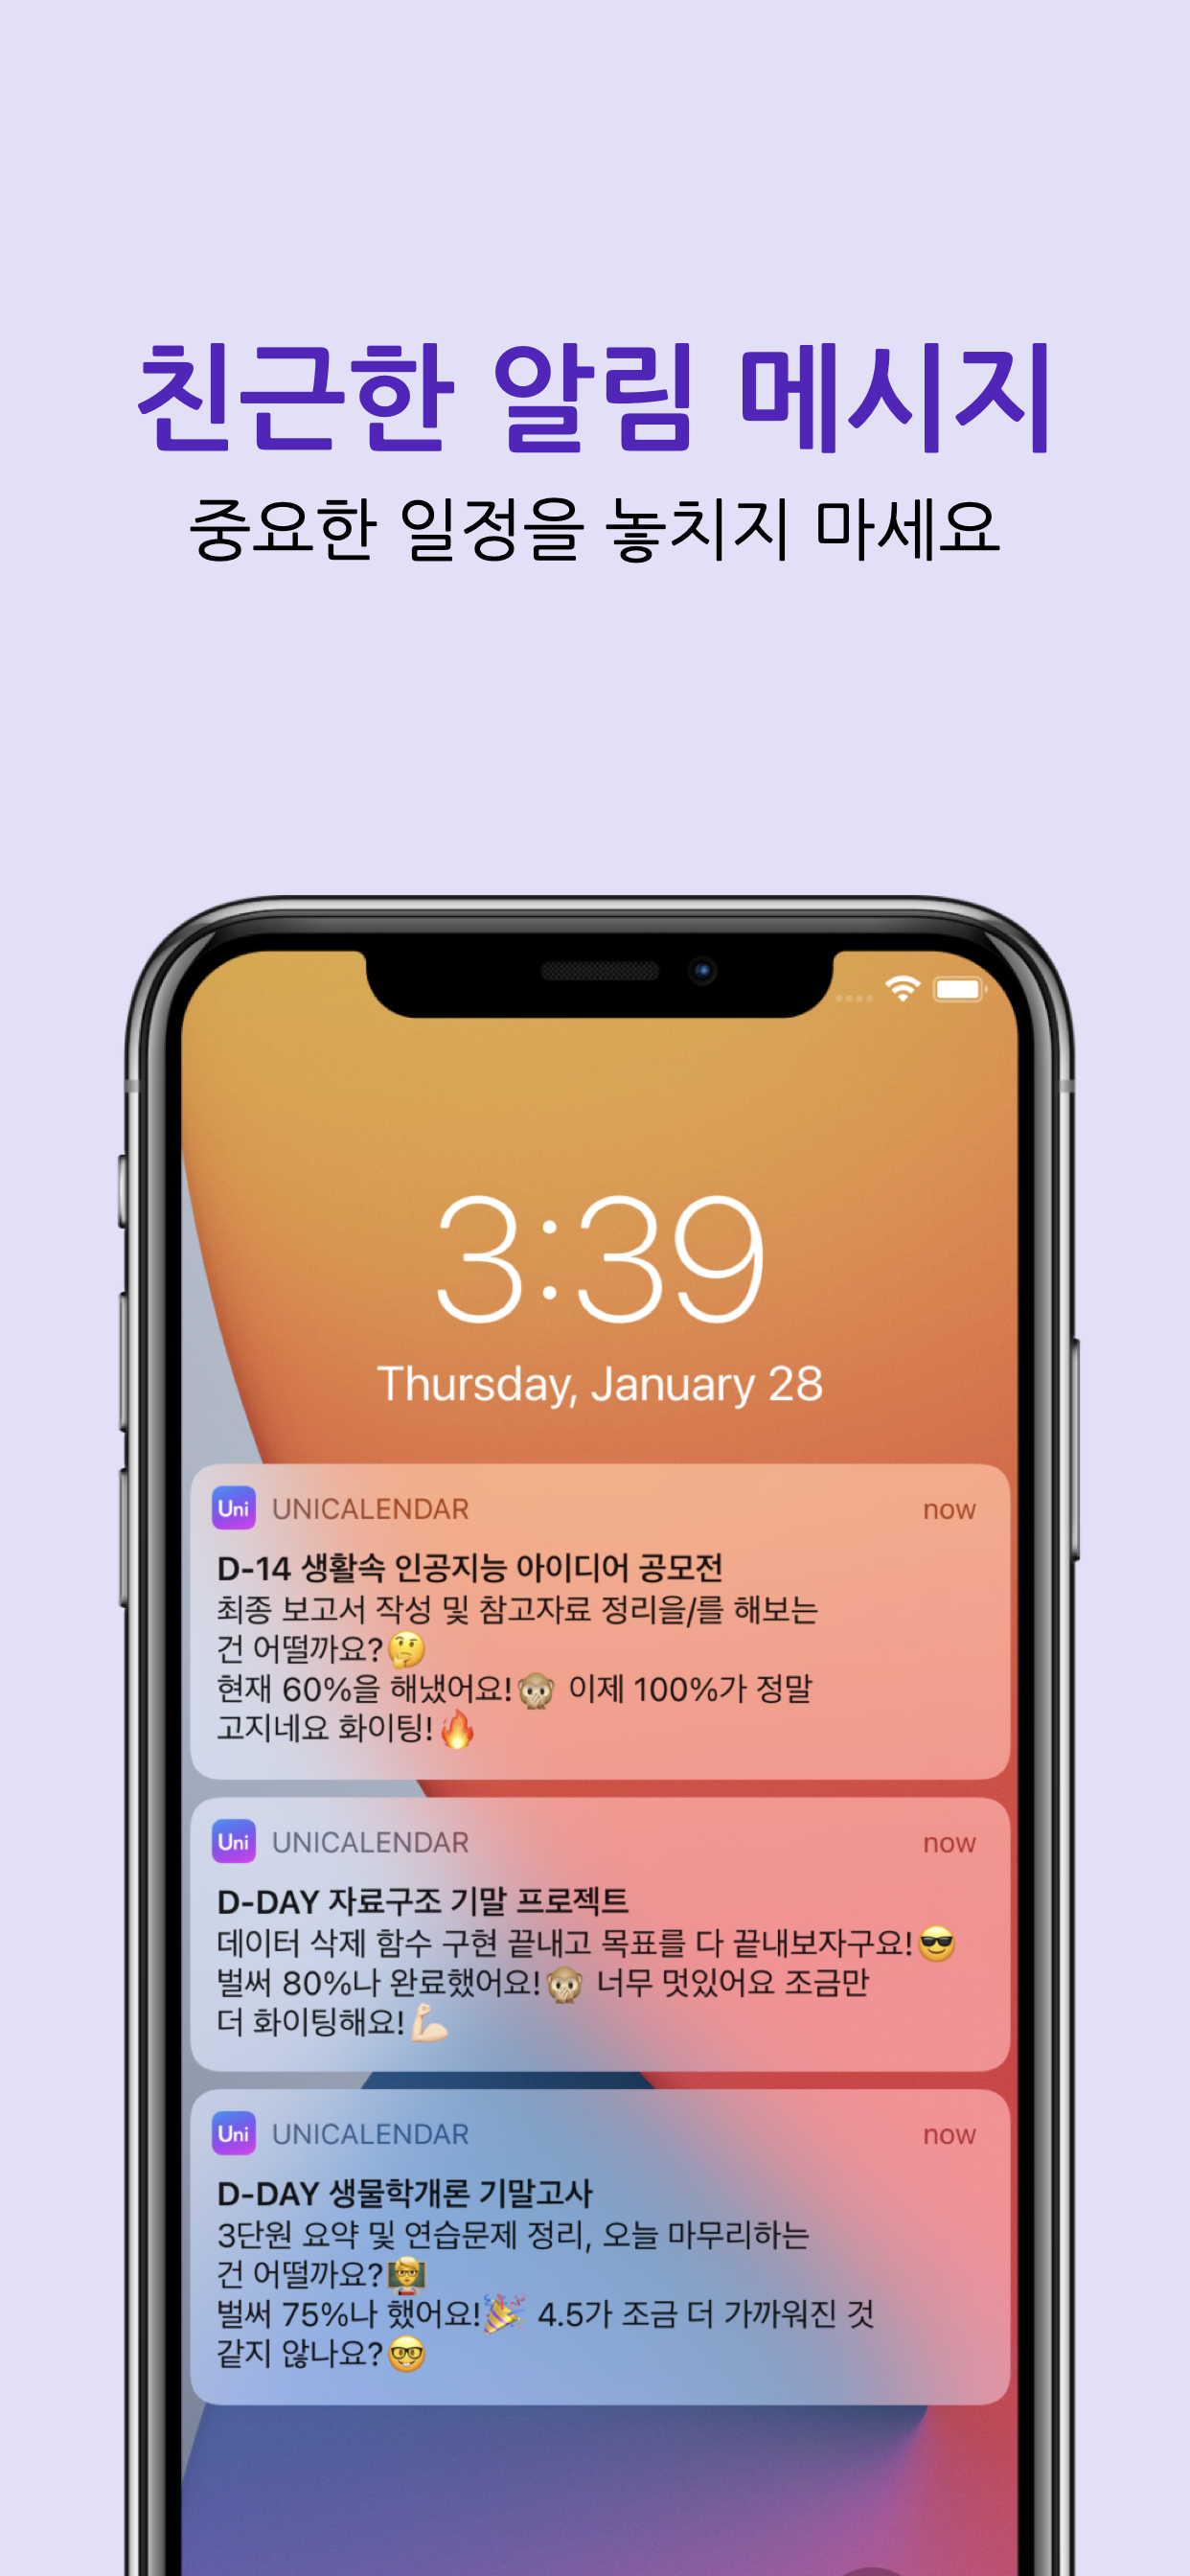 친근한 알림 메시지
중요한 일정을 놓치지 마세요
3:39
Thursday, January 28
Uni UNICALENDAR now
D-14 생활속 인공지능 아이디어 공모전
최종 보고서 작성 및 참고자료 정리을/를 해보는
건 어떨까요?🤔
현재 60%을 해냈어요!🙊 이제 100%가 정말
고지네요 화이팅!🔥
Uni UNICALENDAR now
D-DAY 자료구조 기말 프로젝트
데이터 삭제 함수 구현 끝내고 목표를 다 끝내보자구요!😎
벌써 80%나 완료했어요!🙊 너무 멋있어요 조금만
더 화이팅해요!💪🏻
Uni UNICALENDAR now
D-DAY 생물학개론 기말고사
3단원 요약 및 연습문제 정리, 오늘 마무리하는
건 어떨까요?👨‍🏫
벌써 75%나 했어요!🎉 4.5가 조금 더 가까워진 것
같지 않나요?🤓